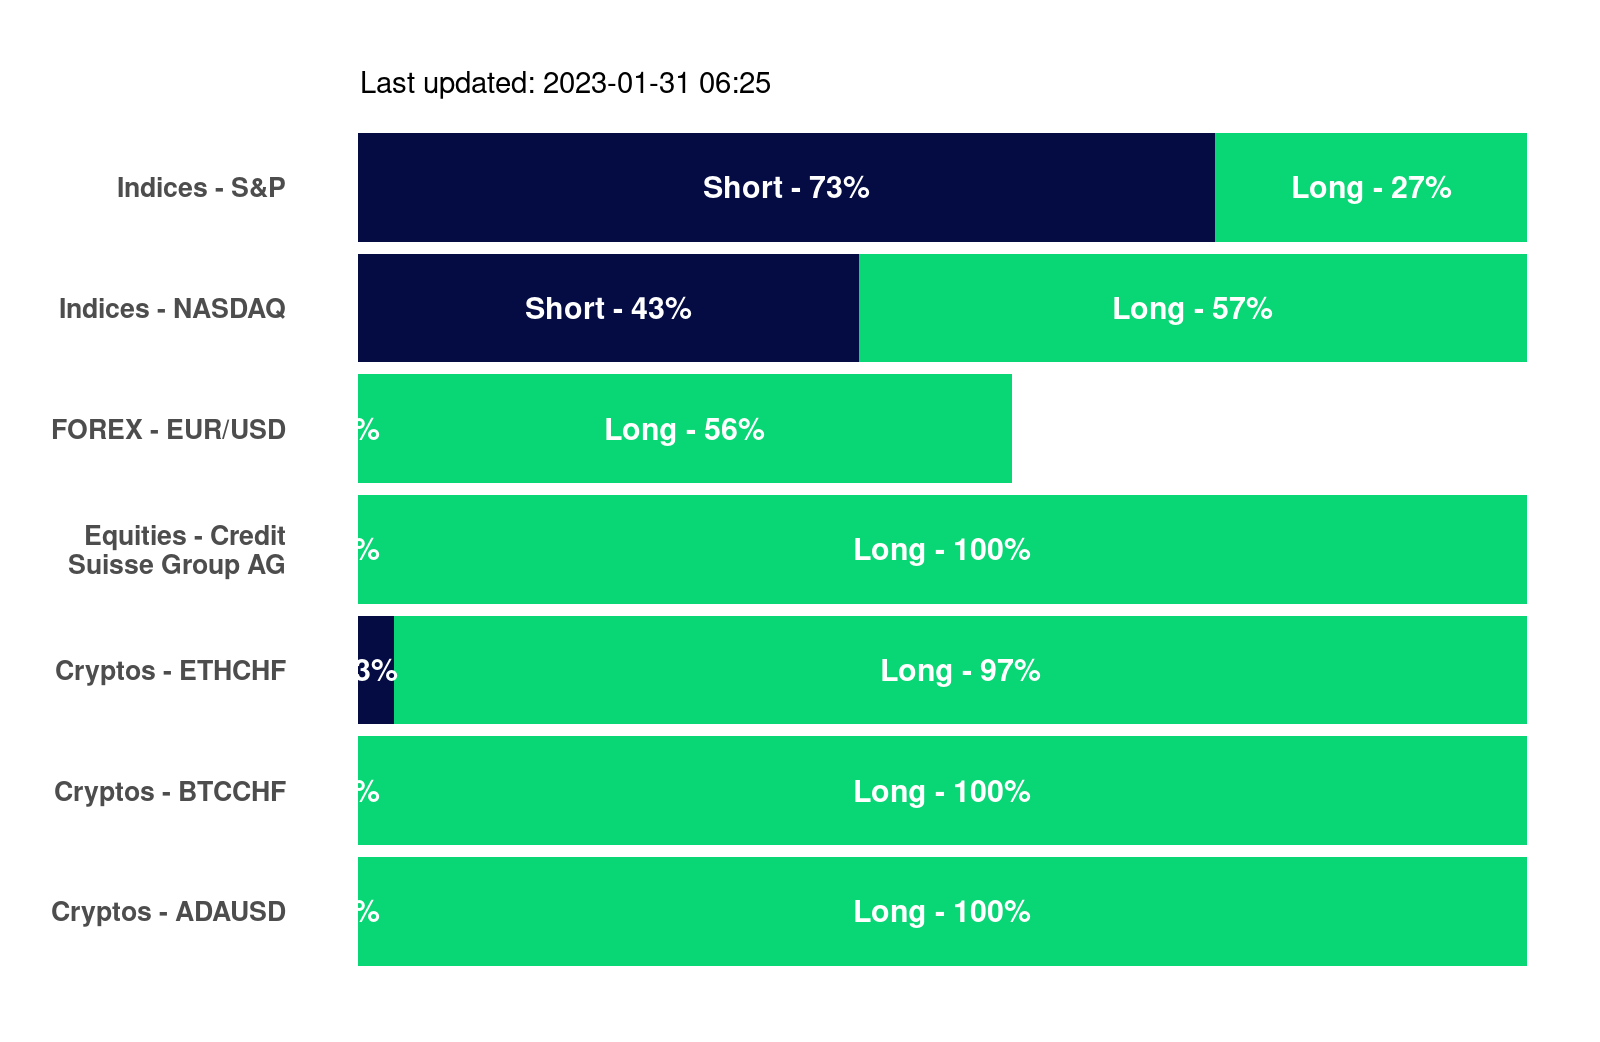 Last updated: 2023-01-31 06:25
Indices - S&P
Short - 73%
Long - 27%
Indices - NASDAQ
Short - 43%
Long - 57%
FOREX - EUR/USD
%
Long - 56%
Equities - Credit
Suisse Group AG
%
Long - 100%
Cryptos - ETHCHF
3%
Long - 97%
Cryptos - BTCCHF
%
Long - 100%
Cryptos - ADAUSD
%
Long - 100%